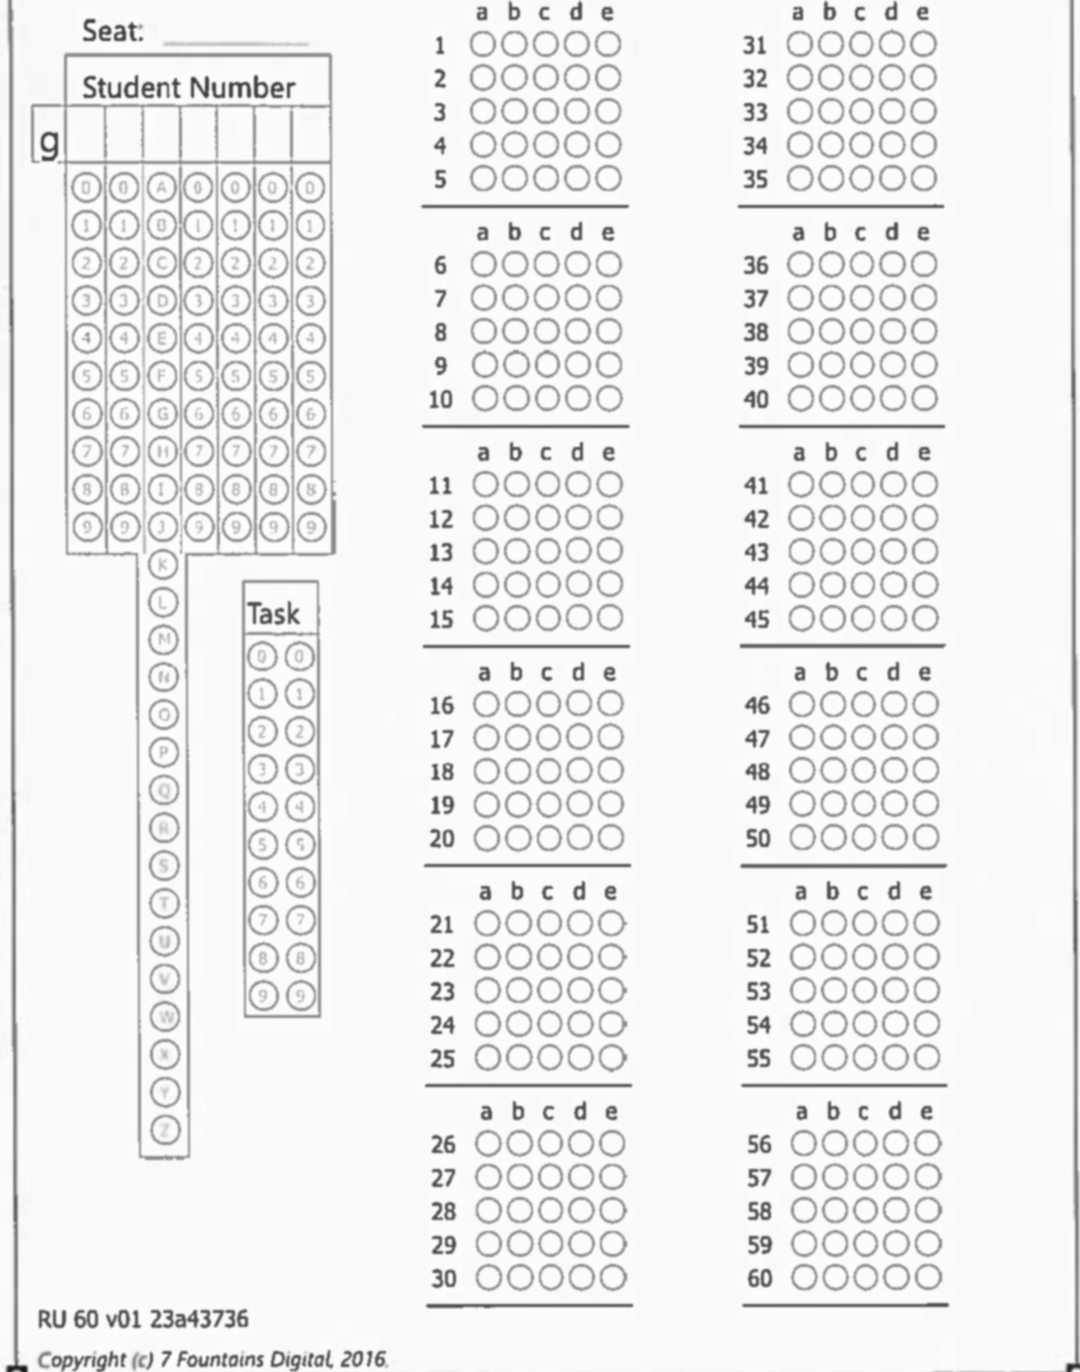 Seat:
Student Number
g
0 0 A 0 0 0 0
1 1 B 1 1 1 1
2 2 C 2 2 2 2
3 3 D 3 3 3 3
4 4 E 4 4 4 4
5 5 F 5 5 5 5
6 6 G 6 6 6 6
7 7 H 7 7 7 7
8 8 I 8 8 8 8
9 9 J 9 9 9 9
K
L
M
N
O
P
Q
R
S
T
U
V
W
X
Y
Z
Task
0 0
1 1
2 2
3 3
4 4
5 5
6 6
7 7
8 8
9 9
a b c d e
1
2
3
4
5
a b c d e
6
7
8
9
10
a b c d e
11
12
13
14
15
a b c d e
16
17
18
19
20
a b c d e
21
22
23
24
25
a b c d e
26
27
28
29
30
a b c d e
31
32
33
34
35
a b c d e
36
37
38
39
40
a b c d e
41
42
43
44
45
a b c d e
46
47
48
49
50
a b c d e
51
52
53
54
55
a b c d e
56
57
58
59
60
RU 60 v01 23a43736
Copyright (c) 7 Fountains Digital, 2016.